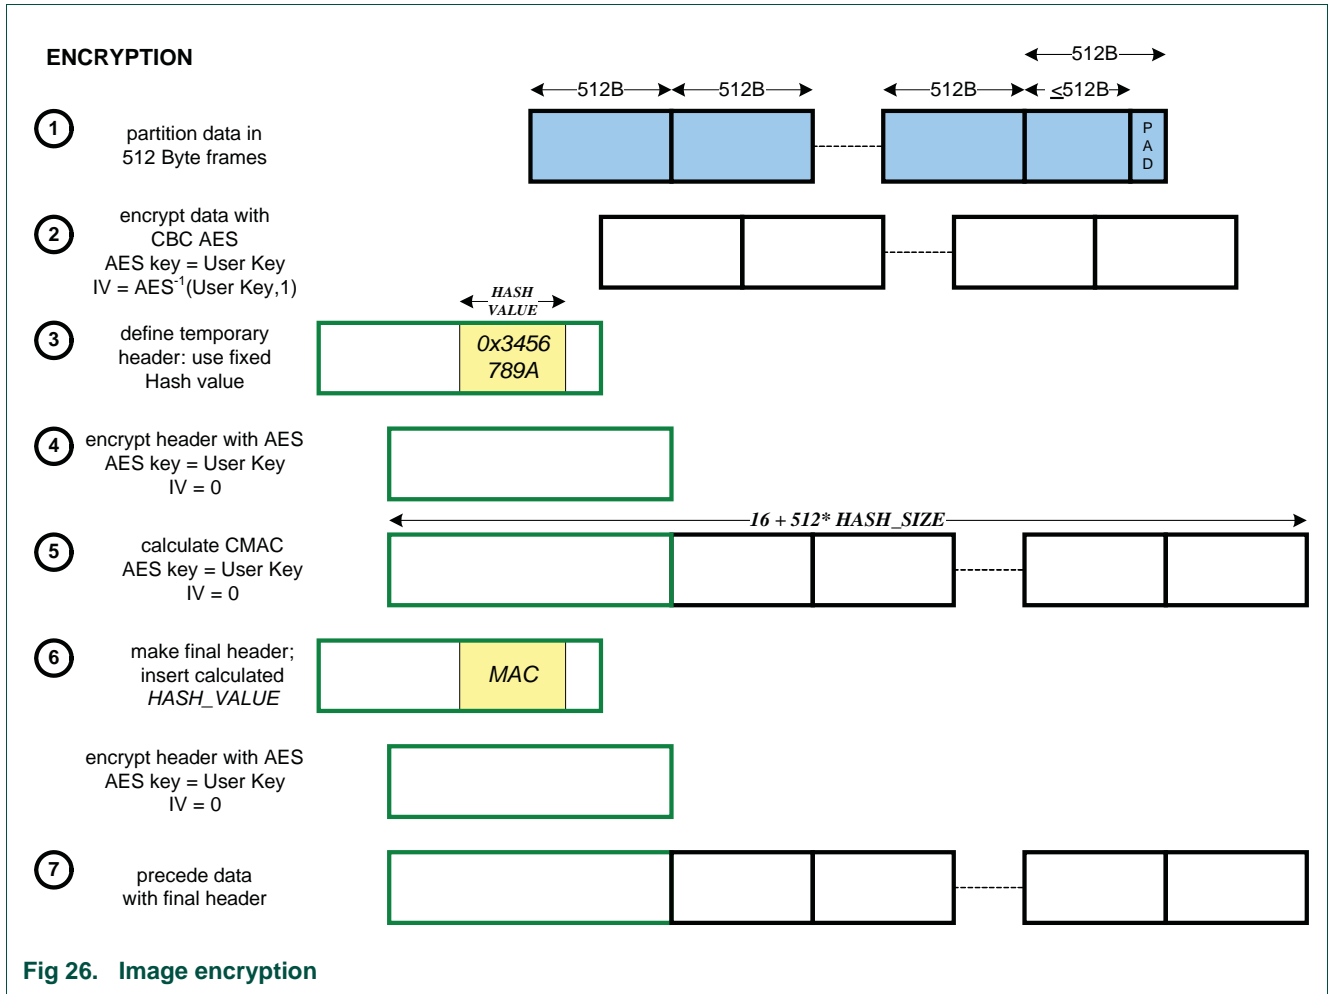 ENCRYPTION
512B
512B
512B
512B
≤512B
1
partition data in
512 Byte frames
P
A
D
2
encrypt data with
CBC AES
AES key = User Key
IV = AES⁻¹(User Key,1)
HASH
VALUE
3
define temporary
header: use fixed
Hash value
0x3456
789A
4
encrypt header with AES
AES key = User Key
IV = 0
16 + 512* HASH_SIZE
5
calculate CMAC
AES key = User Key
IV = 0
6
make final header;
insert calculated
HASH_VALUE
MAC
encrypt header with AES
AES key = User Key
IV = 0
7
precede data
with final header
Fig 26. Image encryption